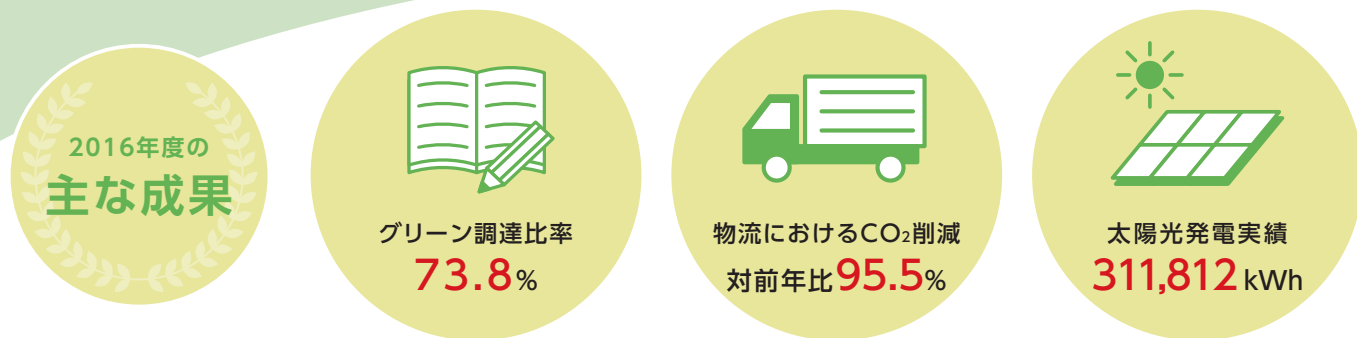 2016年度の
主な成果
グリーン調達比率
73.8%
物流におけるCO₂削減
対前年比95.5%
太陽光発電実績
311,812kWh